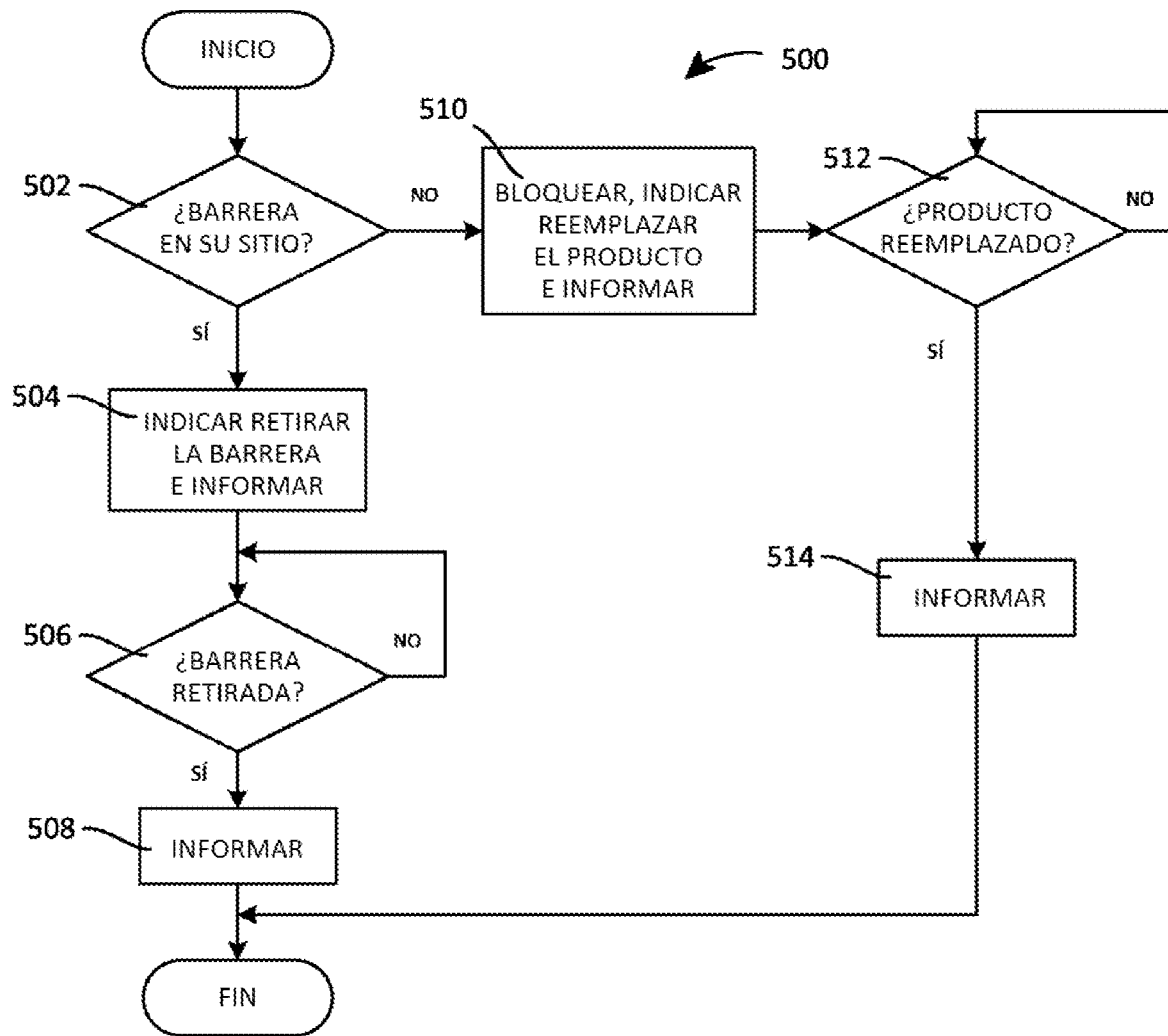 INICIO
500
510
512
502
¿BARRERA
EN SU SITIO?
NO
BLOQUEAR, INDICAR
REEMPLAZAR
EL PRODUCTO
E INFORMAR
¿PRODUCTO
REEMPLAZADO?
NO
SÍ
SÍ
504
INDICAR RETIRAR
LA BARRERA
E INFORMAR
514
INFORMAR
506
¿BARRERA
RETIRADA?
NO
SÍ
508
INFORMAR
FIN